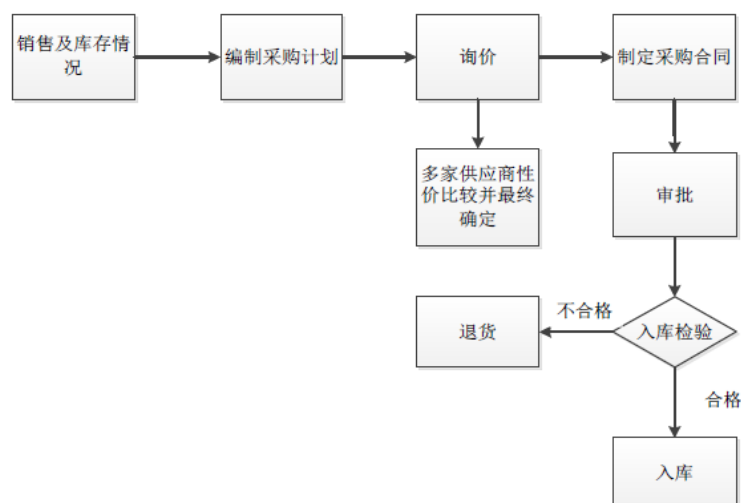 销售及库存情
况
编制采购计划
询价
制定采购合同
多家供应商性
价比较并最终
确定
审批
不合格
退货
入库检验
合格
入库